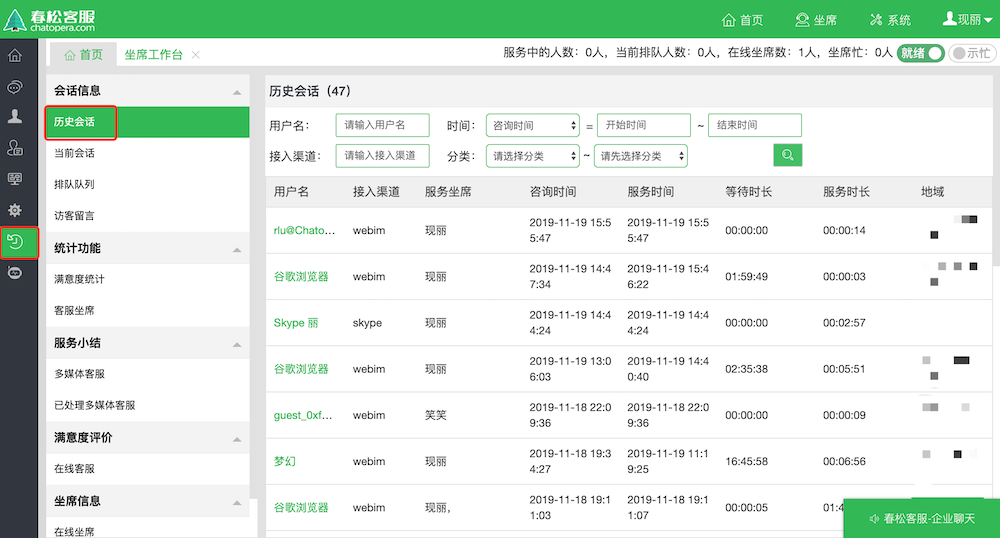 春松客服
chatopera.com
首页
坐席
系统
现丽
首页
坐席工作台
服务中的人数：0人，当前排队人数：0人，在线坐席数：1人，坐席忙：0人
就绪
示忙
会话信息
历史会话
当前会话
排队队列
访客留言
统计功能
满意度统计
客服坐席
服务小结
多媒体客服
已处理多媒体客服
满意度评价
在线客服
坐席信息
在线坐席
历史会话（47）
用户名： 请输入用户名 时间： 咨询时间 = 开始时间 ~ 结束时间
接入渠道： 请输入接入渠道 分类： 请选择分类 ~ 请先选择分类
用户名 接入渠道 服务坐席 咨询时间 服务时间 等待时长 服务时长 地域
rlu@Chato... webim 现丽 2019-11-19 15:55:47 2019-11-19 15:55:47 00:00:00 00:00:14
谷歌浏览器 webim 现丽 2019-11-19 14:47:34 2019-11-19 15:46:22 01:59:49 00:00:03
Skype 丽 skype 现丽 2019-11-19 14:44:24 2019-11-19 14:44:24 00:00:00 00:02:57
谷歌浏览器 webim 现丽 2019-11-19 13:06:03 2019-11-19 14:40:40 02:35:38 00:05:51
guest_0xf... webim 笑笑 2019-11-18 22:09:36 2019-11-18 22:09:36 00:00:00 00:00:09
梦幻 webim 现丽 2019-11-18 19:34:27 2019-11-19 11:19:25 16:45:58 00:06:56
谷歌浏览器 webim 现丽， 2019-11-18 19:11:03 2019-11-18 19:11:07 00:00:05
春松客服-企业聊天